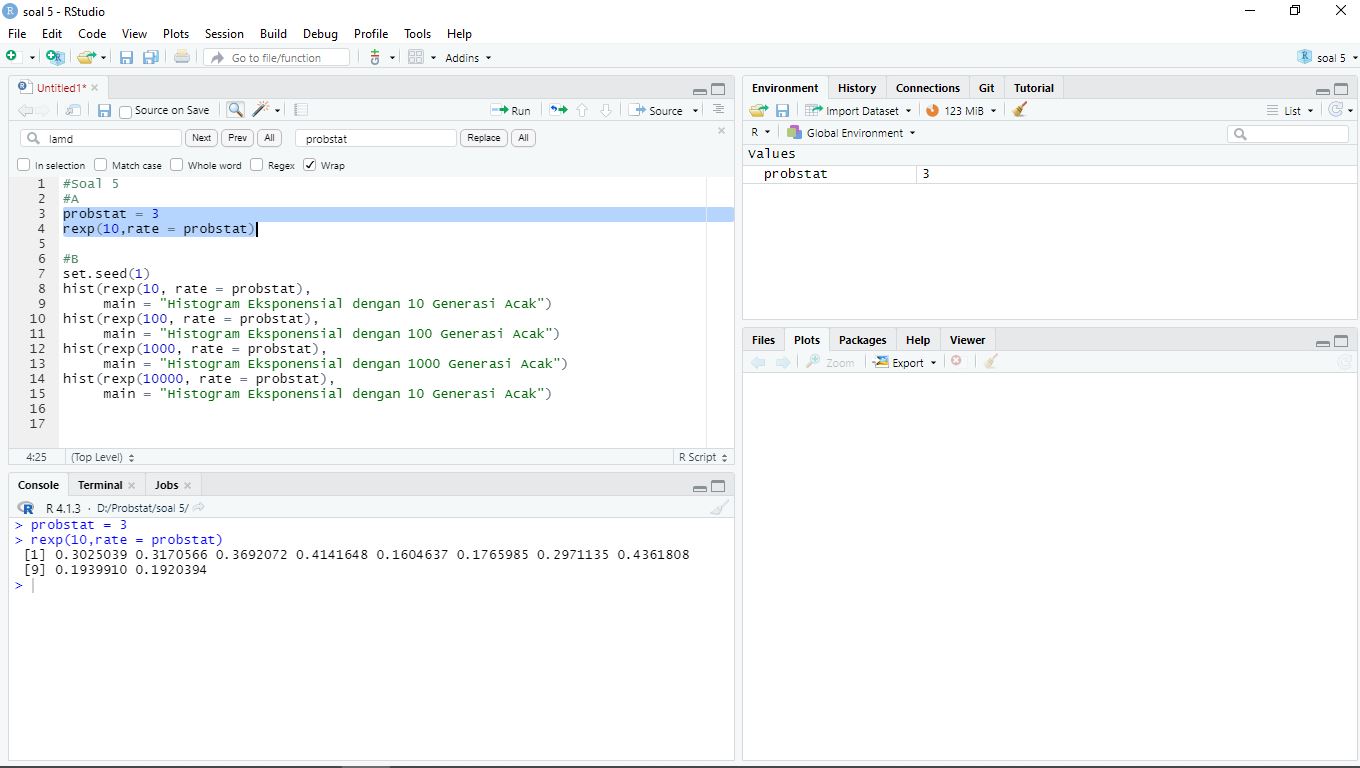 soal 5 - RStudio
File Edit Code View Plots Session Build Debug Profile Tools Help
Go to file/function Addins soal 5
Untitled1*
Source on Save Run Source
lamd Next Prev All probstat Replace All
In selection Match case Whole word Regex Wrap
1 #Soal 5
2 #A
3 probstat = 3
4 rexp(10,rate = probstat)
5
6 #B
7 set.seed(1)
8 hist(rexp(10, rate = probstat),
9 main = "Histogram Eksponensial dengan 10 Generasi Acak")
10 hist(rexp(100, rate = probstat),
11 main = "Histogram Eksponensial dengan 100 Generasi Acak")
12 hist(rexp(1000, rate = probstat),
13 main = "Histogram Eksponensial dengan 1000 Generasi Acak")
14 hist(rexp(10000, rate = probstat),
15 main = "Histogram Eksponensial dengan 10 Generasi Acak")
16
17
4:25 (Top Level) R Script
Console Terminal Jobs
R 4.1.3 · D:/Probstat/soal 5/
> probstat = 3
> rexp(10,rate = probstat)
[1] 0.3025039 0.3170566 0.3692072 0.4141648 0.1604637 0.1765985 0.2971135 0.4361808
[9] 0.1939910 0.1920394
>
Environment History Connections Git Tutorial
Import Dataset 123 MiB List
R Global Environment
Values
probstat 3
Files Plots Packages Help Viewer
Zoom Export